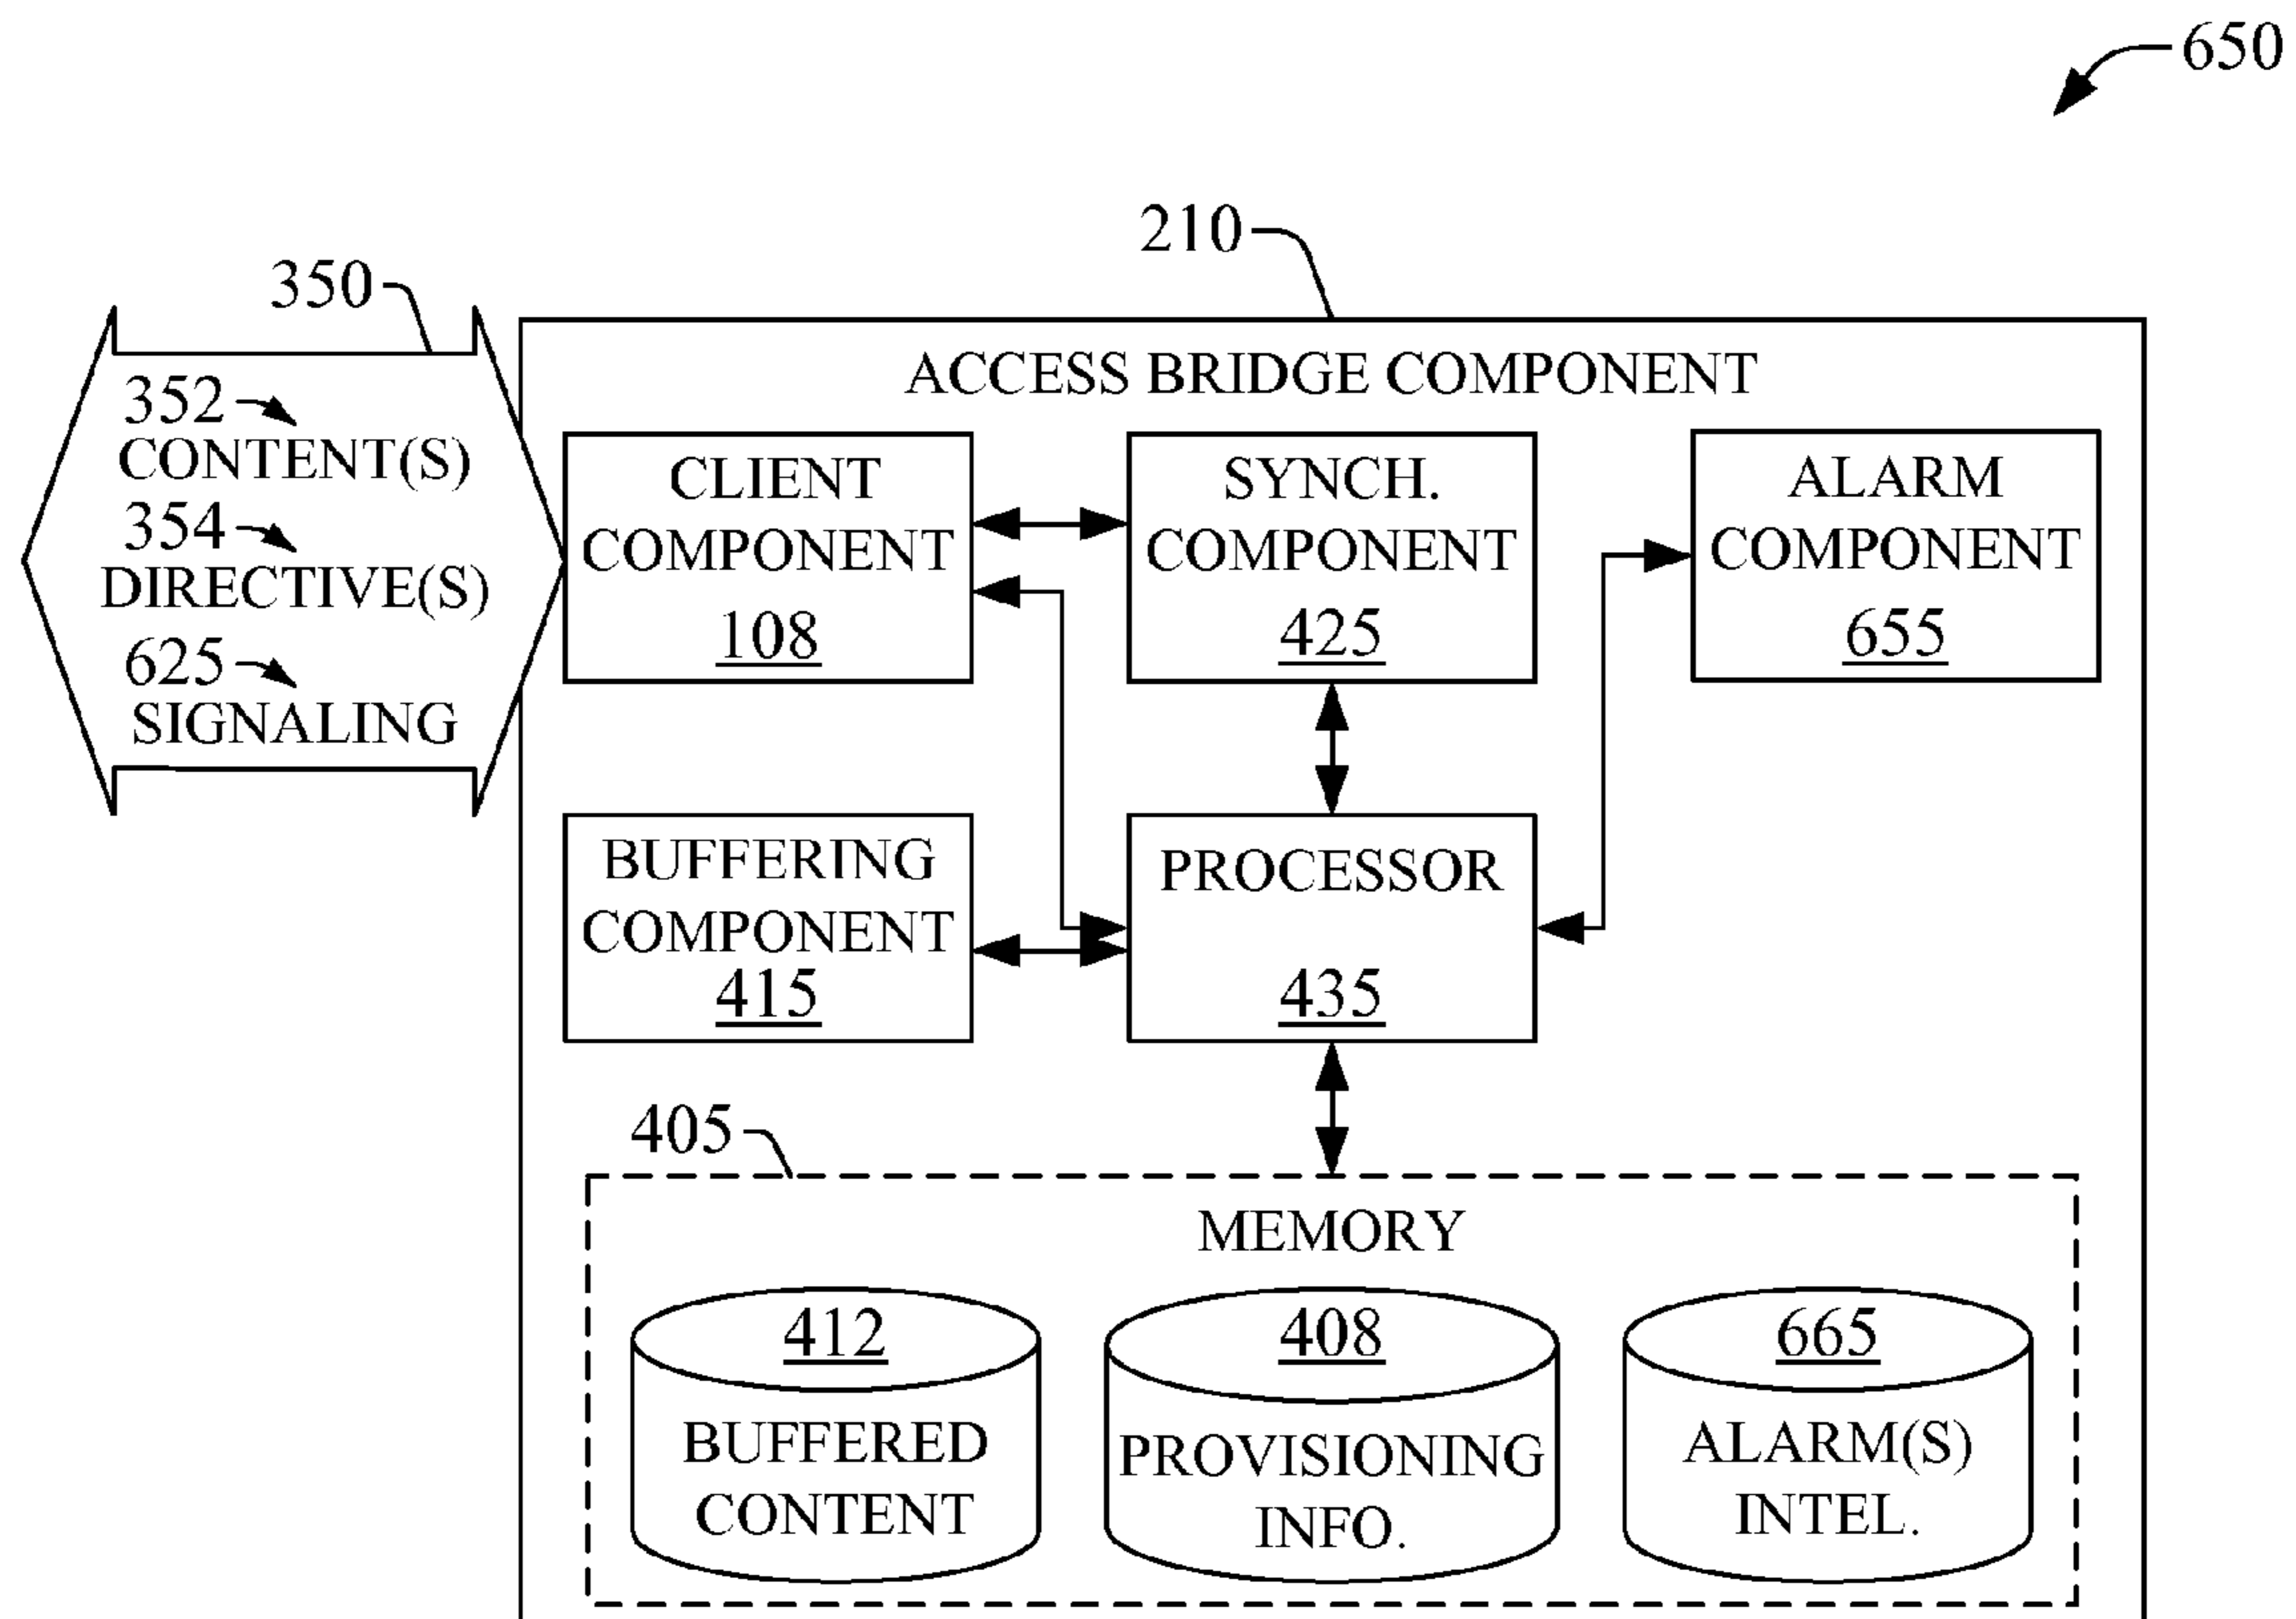 650
210
350
ACCESS BRIDGE COMPONENT
352
CONTENT(S)
354
DIRECTIVE(S)
625
SIGNALING
CLIENT
COMPONENT
108
SYNCH.
COMPONENT
425
ALARM
COMPONENT
655
BUFFERING
COMPONENT
415
PROCESSOR
435
405
MEMORY
412
BUFFERED
CONTENT
408
PROVISIONING
INFO.
665
ALARM(S)
INTEL.